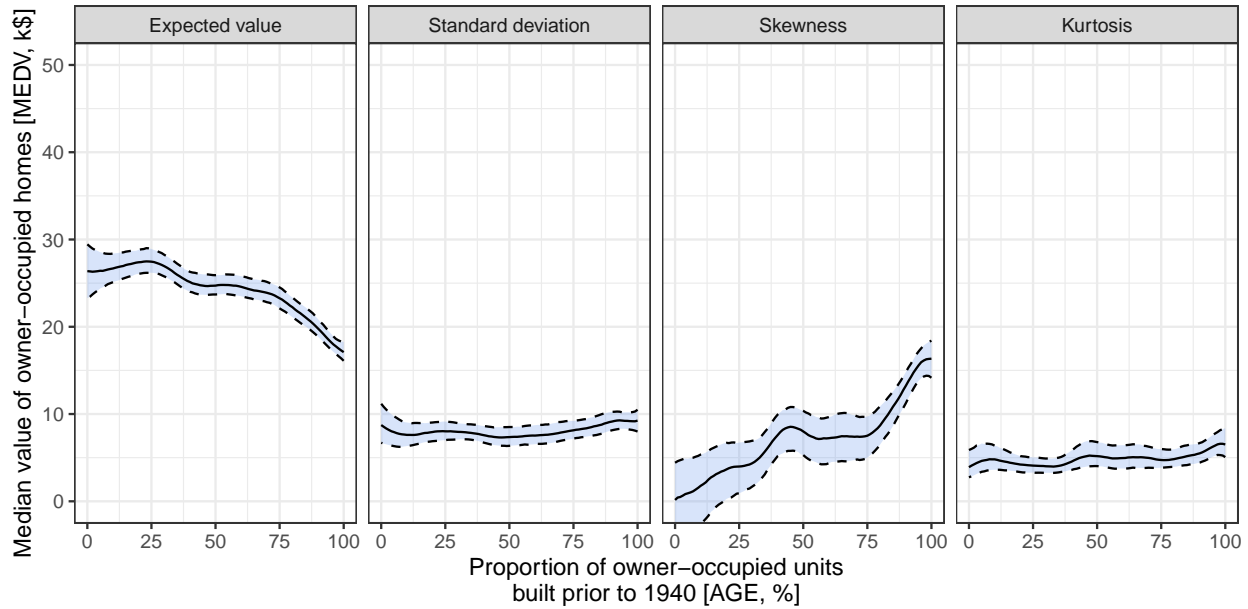 Expected value
Standard deviation
Skewness
Kurtosis
Median value of owner−occupied homes [MEDV, k$]
50
40
30
20
10
0
0 25 50 75 100
0 25 50 75 100
0 25 50 75 100
0 25 50 75 100
Proportion of owner−occupied units
built prior to 1940 [AGE, %]